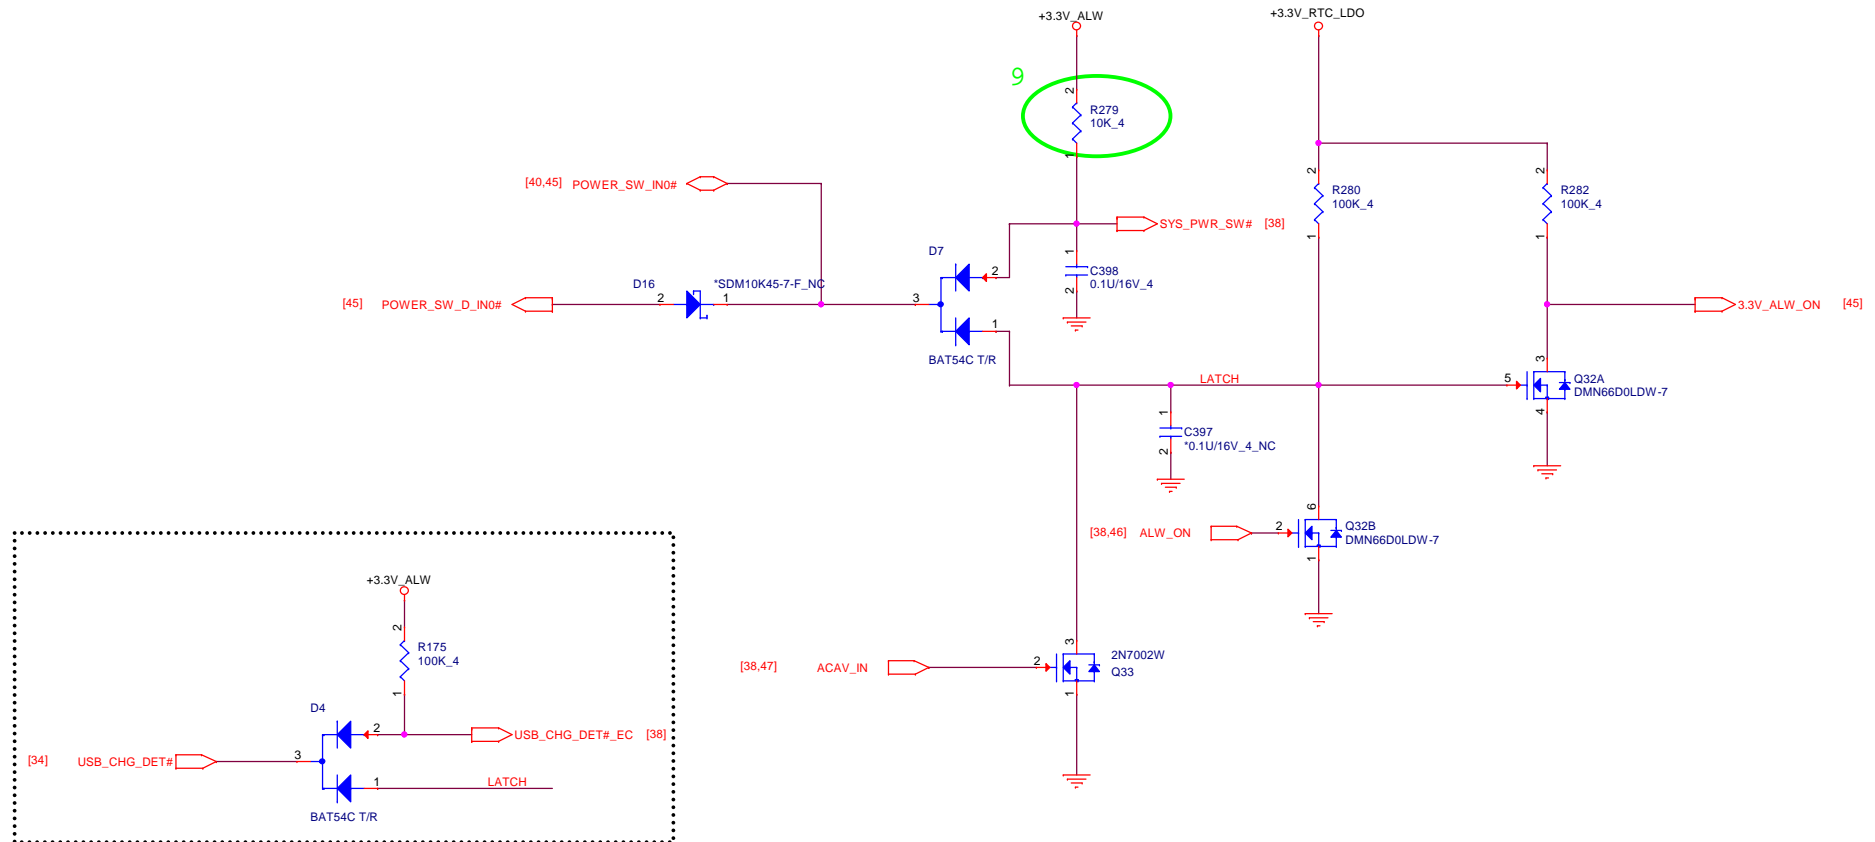 +3.3V_ALW
+3.3V_RTC_LDO
9
2
R279
10K_4
1
[40,45] POWER_SW_IN0#
2
R280
100K_4
1
2
R282
100K_4
1
SYS_PWR_SW# [38]
D7
2
1
C398
0.1U/16V_4
2
D16
*SDM10K45-7-F_NC
[45] POWER_SW_D_IN0#
2
1
3
3.3V_ALW_ON [45]
1
BAT54C T/R
LATCH
3
5
Q32A
DMN66D0LDW-7
4
1
C397
*0.1U/16V_4_NC
2
6
[38,46] ALW_ON
2
Q32B
DMN66D0LDW-7
1
+3.3V_ALW
2
R175
100K_4
1
3
2N7002W
[38,47] ACAV_IN
2
Q33
1
D4
2
USB_CHG_DET#_EC [38]
[34] USB_CHG_DET#
3
1
LATCH
BAT54C T/R